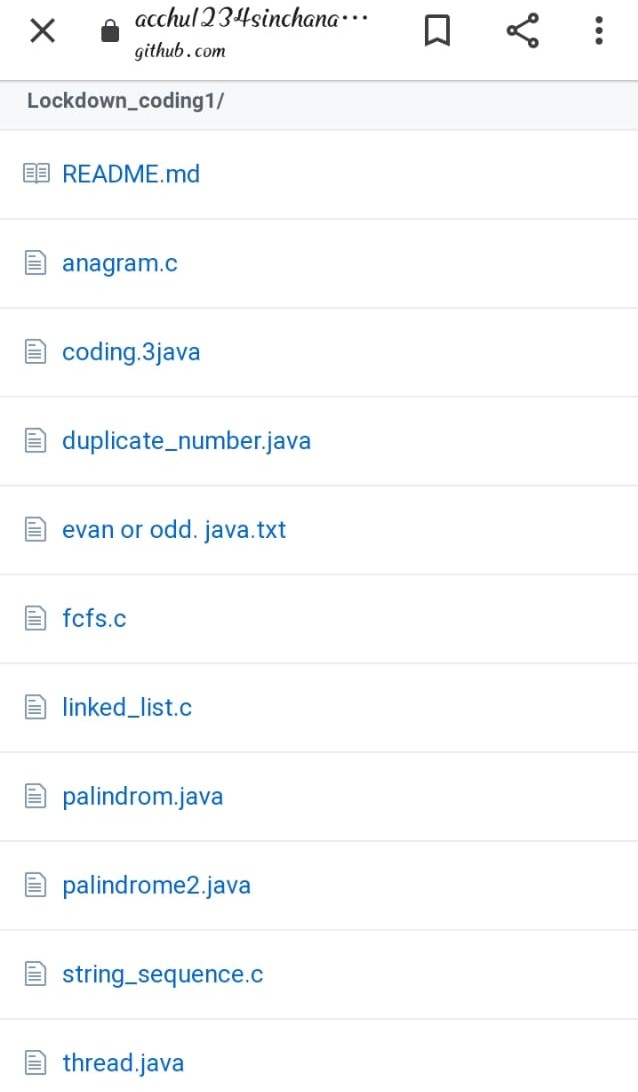 acchu1234sinchana...
github.com
Lockdown_coding1/
README.md
anagram.c
coding.3java
duplicate_number.java
evan or odd. java.txt
fcfs.c
linked_list.c
palindrom.java
palindrome2.java
string_sequence.c
thread.java